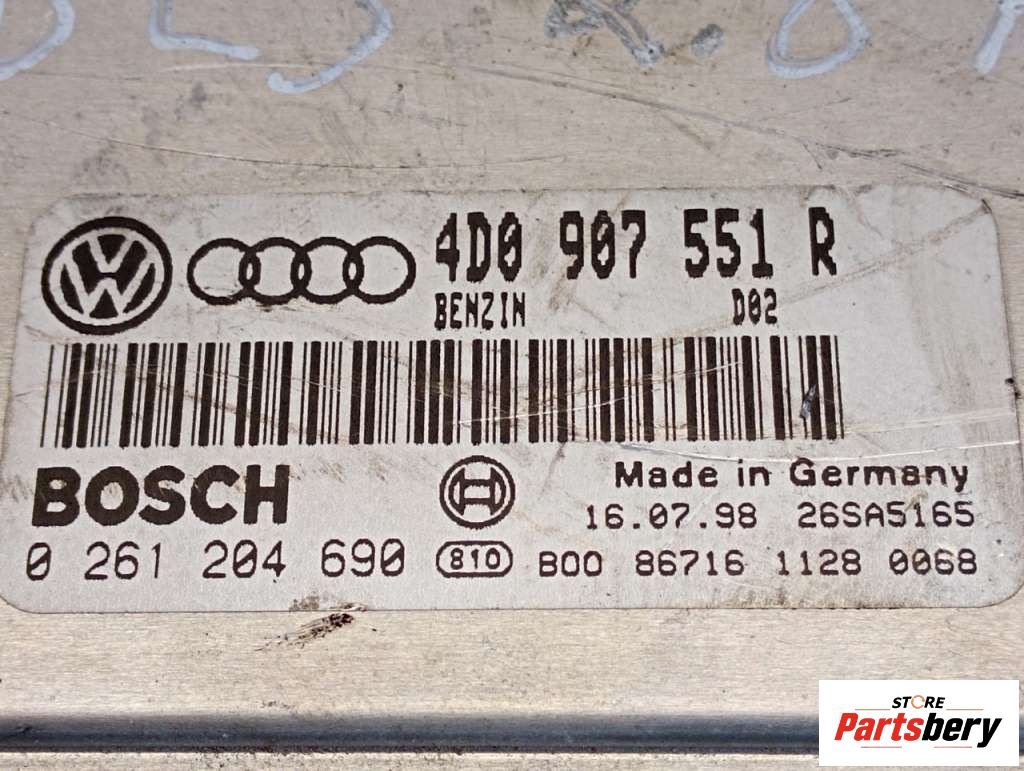 4D0 907 551 R
BENZIN D02
BOSCH
Made in Germany
16.07.98 26SA5165
0 261 204 690 810 B00 86716 1128 0068
STORE
Partsbery